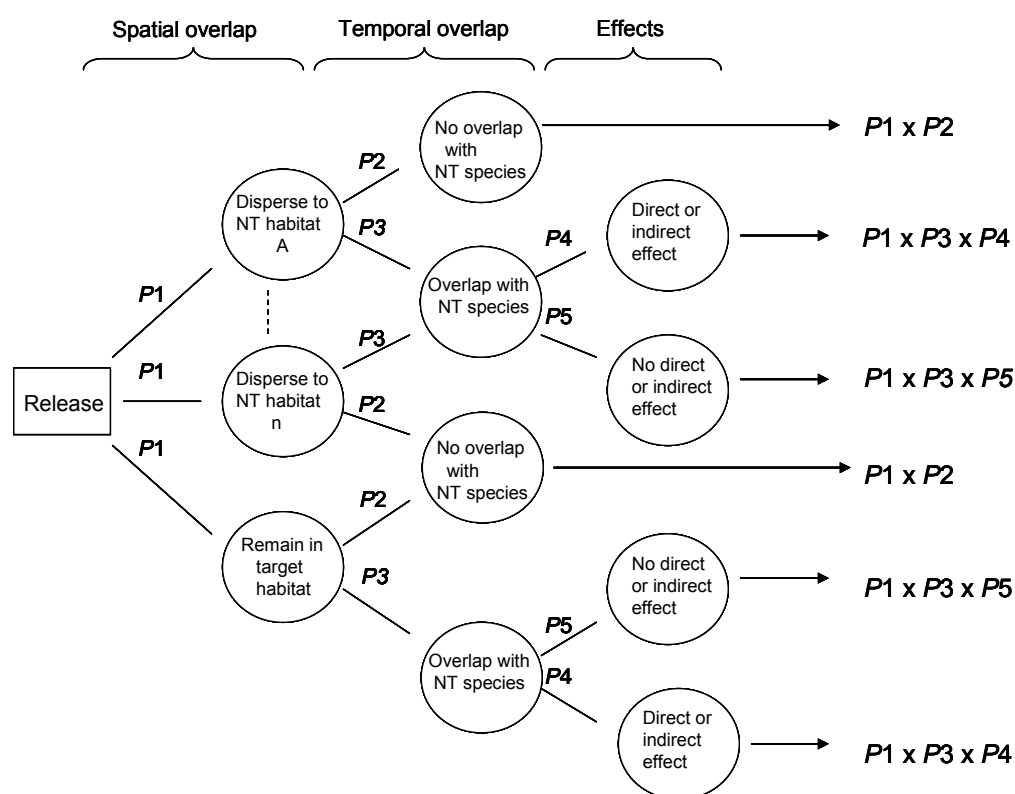 Spatial overlap
Temporal overlap
Effects
No overlap
with
NT species
P1 x P2
P2
Disperse to
NT habitat
A
P3
P4
Direct or
indirect
effect
P1 x P3 x P4
P1
Overlap with
NT species
P5
P3
No direct
or indirect
effect
P1 x P3 x P5
P1
Release
Disperse to
NT habitat
n
P2
P1
No overlap
with
NT species
P1 x P2
P2
Remain in
target
habitat
P3
No direct
or indirect
effect
P1 x P3 x P5
P5
Overlap with
NT species
P4
Direct or
indirect
effect
P1 x P3 x P4